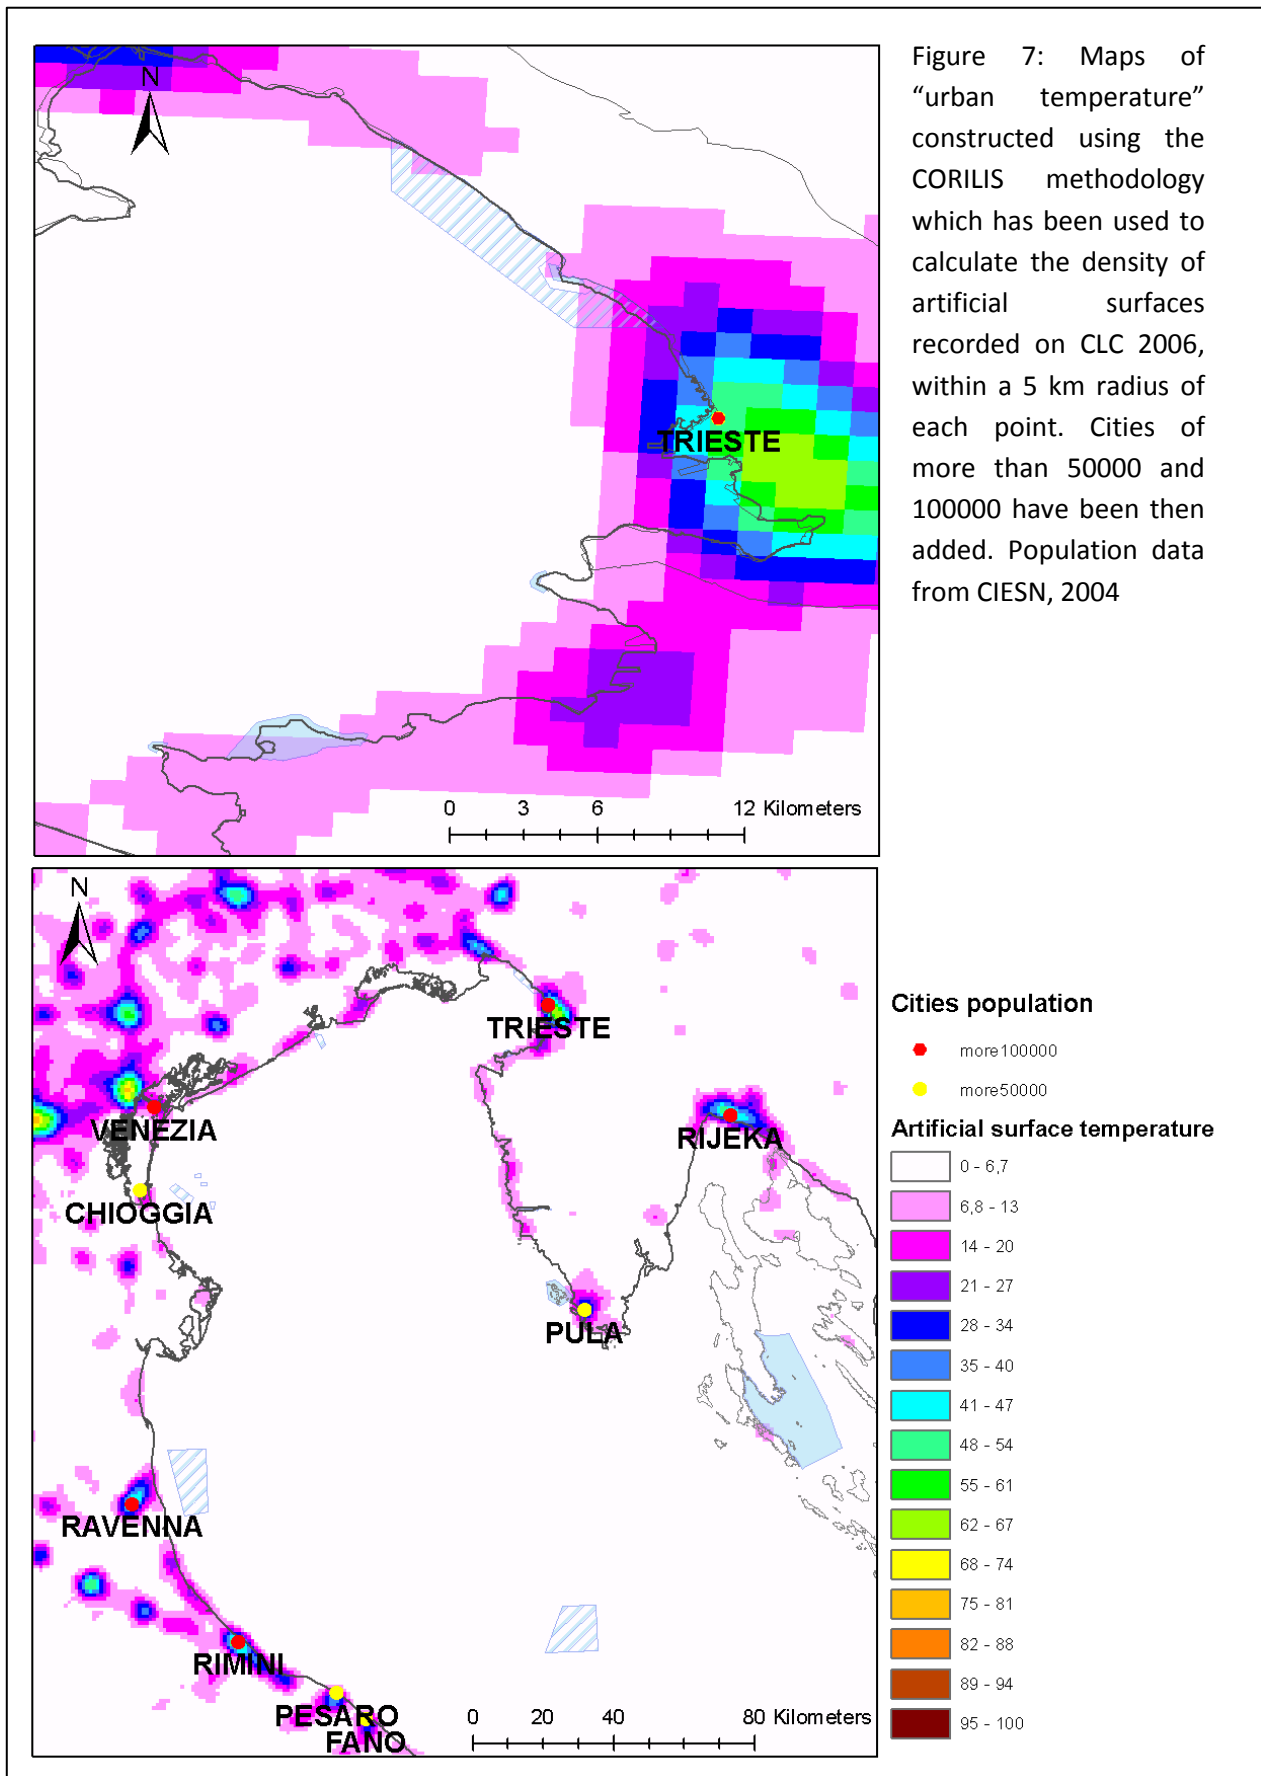 Figure 7: Maps of
“urban temperature”
constructed using the
CORILIS methodology
which has been used to
calculate the density of
artificial surfaces
recorded on CLC 2006,
within a 5 km radius of
each point. Cities of
more than 50000 and
100000 have been then
added. Population data
from CIESN, 2004
N
TRIESTE
0 3 6 12 Kilometers
N
TRIESTE
VENEZIA
RIJEKA
CHIOGGIA
PULA
RAVENNA
RIMINI
PESARO
FANO
0 20 40 80 Kilometers
Cities population
more100000
more50000
Artificial surface temperature
0 - 6,7
6,8 - 13
14 - 20
21 - 27
28 - 34
35 - 40
41 - 47
48 - 54
55 - 61
62 - 67
68 - 74
75 - 81
82 - 88
89 - 94
95 - 100